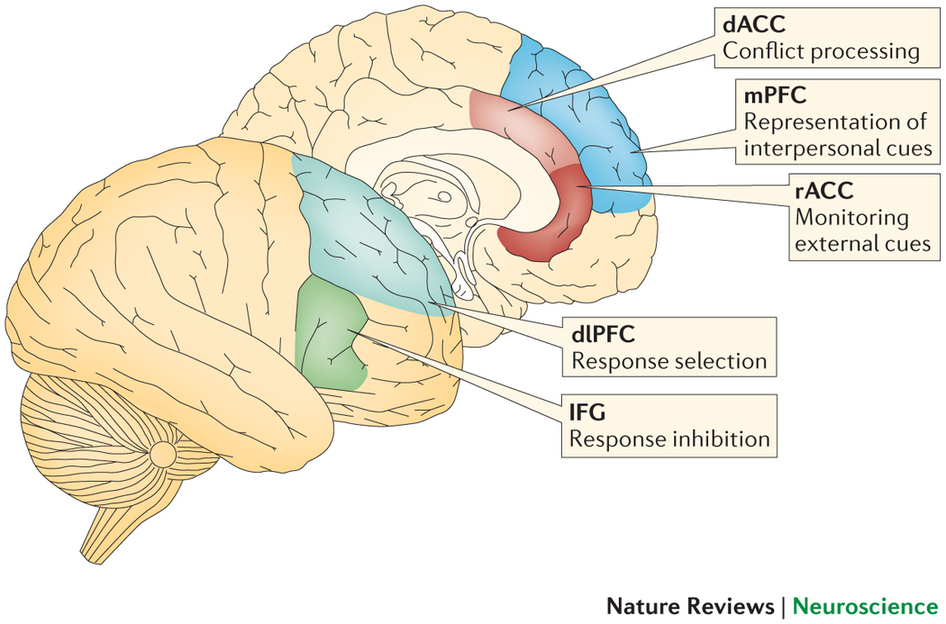 dACC
Conflict processing
mPFC
Representation of
interpersonal cues
rACC
Monitoring
external cues
dlPFC
Response selection
IFG
Response inhibition
Nature Reviews | Neuroscience